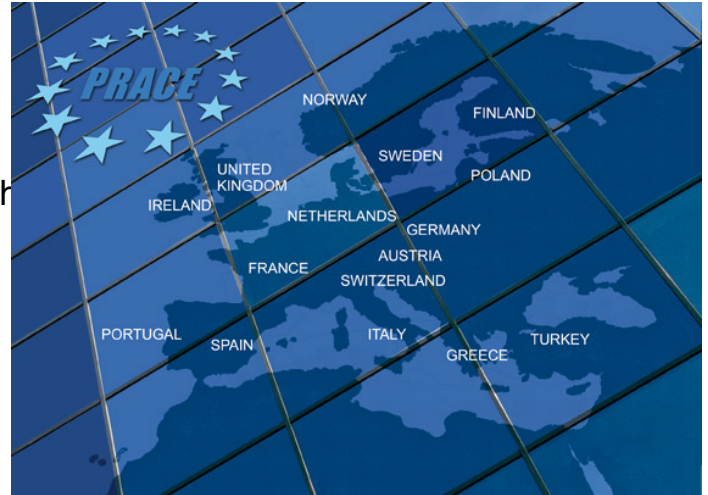 PRACE
NORWAY
FINLAND
SWEDEN
UNITED
KINGDOM
POLAND
IRELAND
NETHERLANDS
GERMANY
AUSTRIA
FRANCE
SWITZERLAND
PORTUGAL
SPAIN
ITALY
TURKEY
GREECE